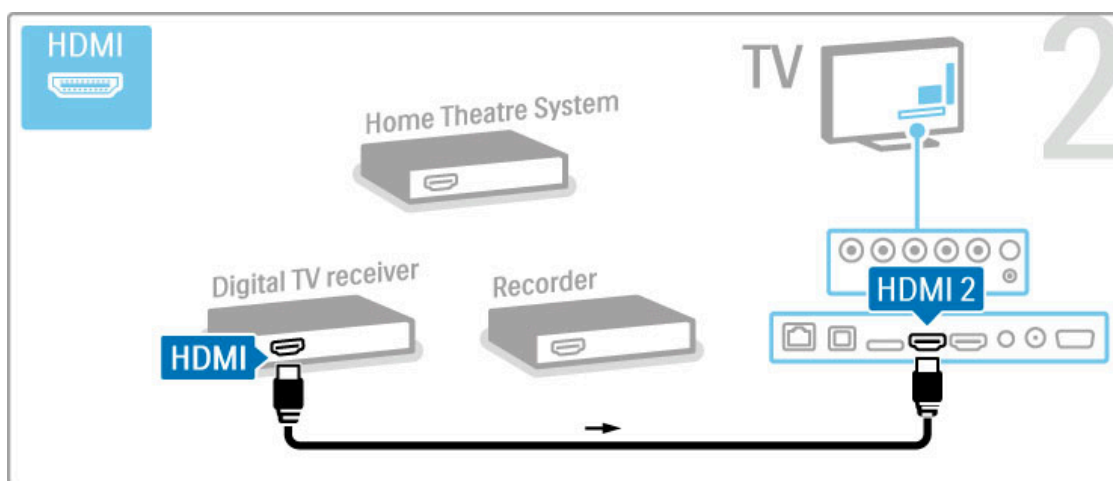 HDMI
TV
2
Home Theatre System
Digital TV receiver
Recorder
HDMI 2
HDMI